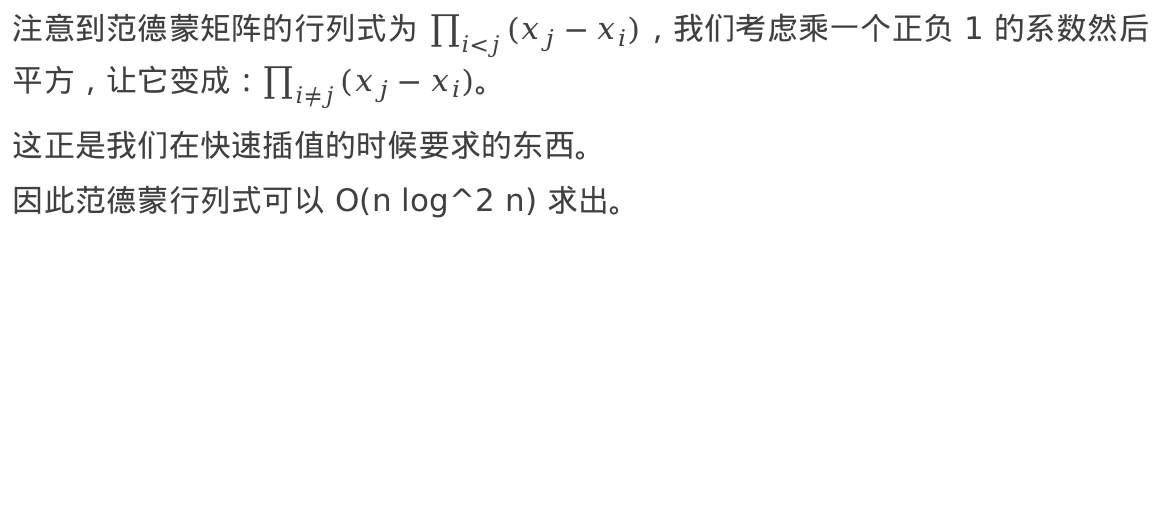 注意到范德蒙矩阵的行列式为 ∏_{i<j} (x_j − x_i)，我们考虑乘一个正负 1 的系数然后
平方，让它变成：∏_{i≠j} (x_j − x_i)。
这正是我们在快速插值的时候要求的东西。
因此范德蒙行列式可以 O(n log^2 n) 求出。